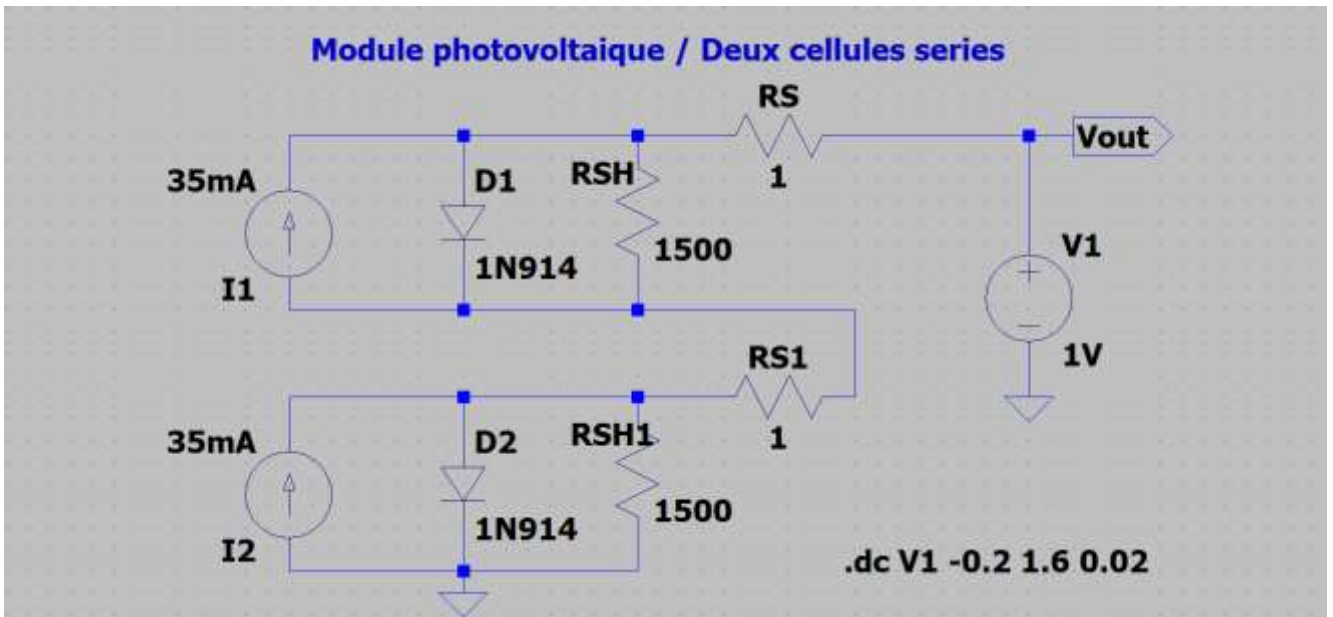 Module photovoltaique / Deux cellules series
RS
1
Vout
35mA
I1
D1
1N914
RSH
1500
V1
1V
RS1
1
35mA
I2
D2
1N914
RSH1
1500
.dc V1 -0.2 1.6 0.02